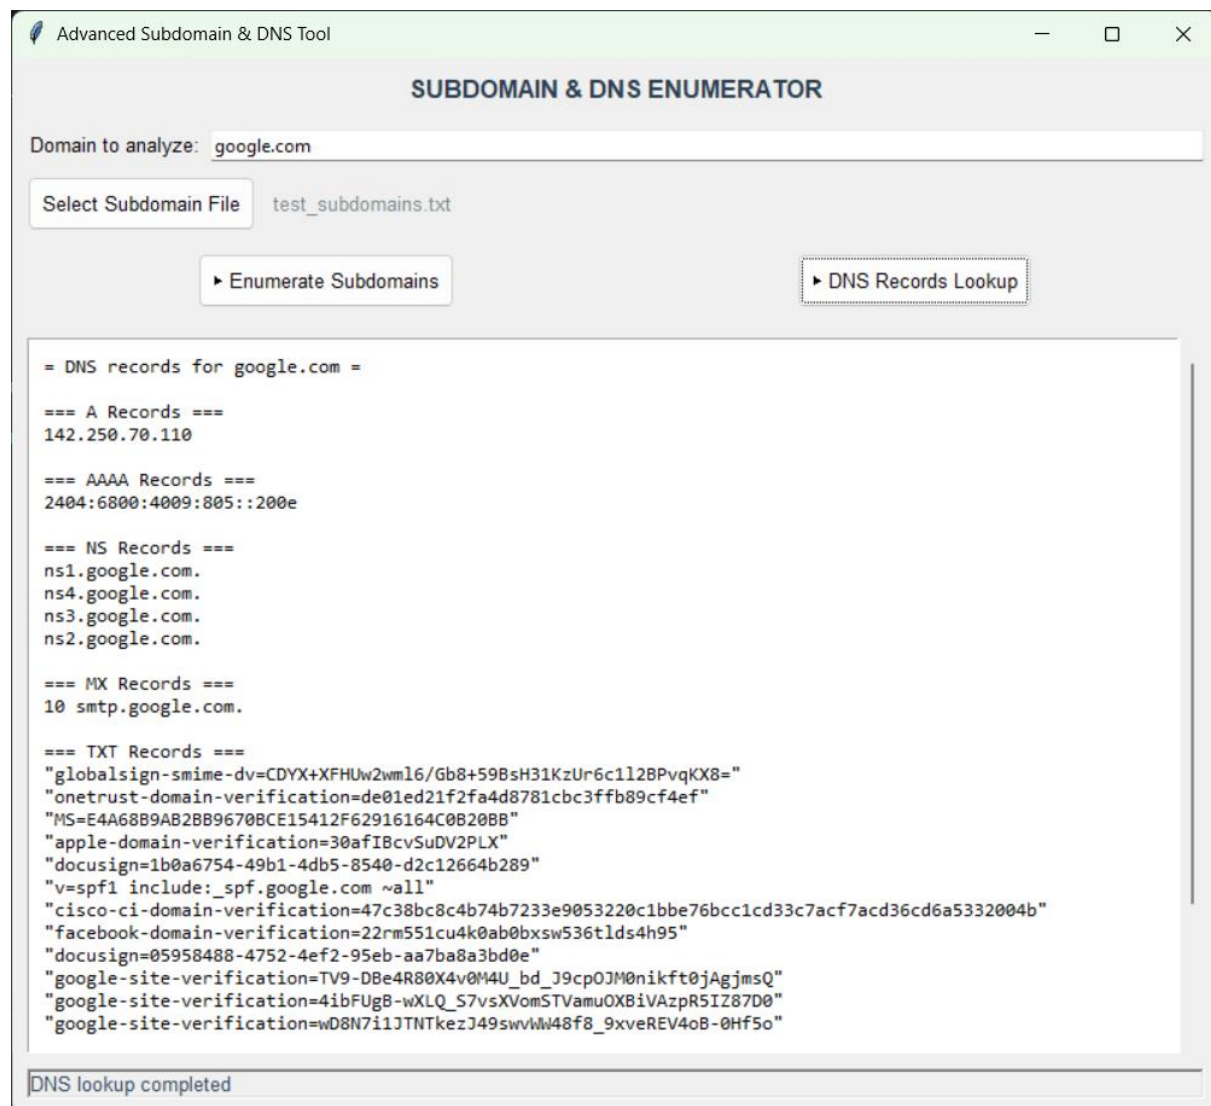 Advanced Subdomain & DNS Tool
SUBDOMAIN & DNS ENUMERATOR
Domain to analyze: google.com
Select Subdomain File test_subdomains.txt
Enumerate Subdomains DNS Records Lookup
= DNS records for google.com =
=== A Records ===
142.250.70.110
=== AAAA Records ===
2404:6800:4009:805::200e
=== NS Records ===
ns1.google.com.
ns4.google.com.
ns3.google.com.
ns2.google.com.
=== MX Records ===
10 smtp.google.com.
=== TXT Records ===
"globalsign-smime-dv=CDYX+XFHUw2wml6/Gb8+59BsH31KzUr6c1l2BPvqKX8="
"onetrust-domain-verification=de01ed21f2fa4d8781cbc3ffb89cf4ef"
"MS=E4A68B9AB2BB9670BCE15412F62916164C0B20BB"
"apple-domain-verification=30afIBcvSuDV2PLX"
"docusign=1b0a6754-49b1-4db5-8540-d2c12664b289"
"v=spf1 include:_spf.google.com ~all"
"cisco-ci-domain-verification=47c38bc8c4b74b7233e9053220c1bbe76bcc1cd33c7acf7acd36cd6a5332004b"
"facebook-domain-verification=22rm551cu4k0ab0bxsw536tlds4h95"
"docusign=05958488-4752-4ef2-95eb-aa7ba8a3bd0e"
"google-site-verification=TV9-DBe4R80X4v0M4U_bd_J9cpOJM0nikft0jAgjmsQ"
"google-site-verification=4ibFUgB-wXLQ_S7vsXVomSTVamuOXBiVAzpR5IZ87D0"
"google-site-verification=wD8N7i1JTNTkezJ49swvWW48f8_9xveREV4oB-0Hf5o"
DNS lookup completed